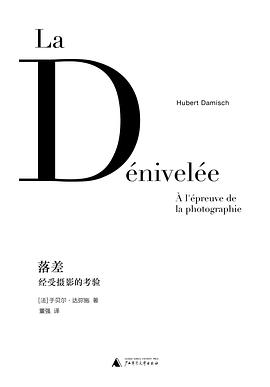 La
Dénivelée
Hubert Damisch
À l'épreuve de
la photographie
落差
经受摄影的考验
[法]于贝尔·达弥施 著
董强 译
广西师范大学出版社